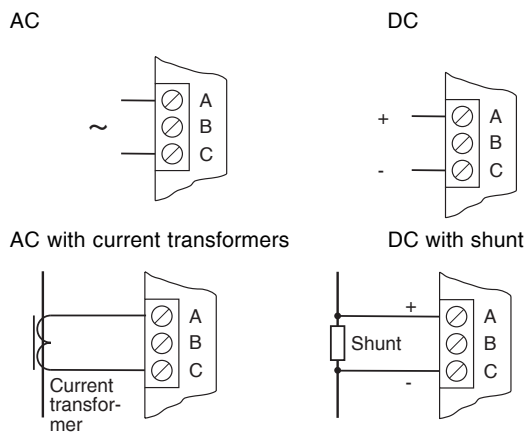 AC
A
~
B
C
DC
+
A
B
-
C
AC with current transformers
A
B
C
Current
transfor-
mer
DC with shunt
+
A
Shunt
B
-
C